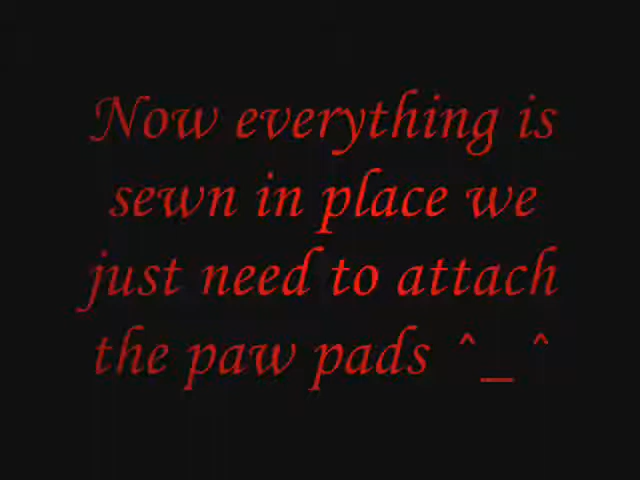 Now everything is
sewn in place we
just need to attach
the paw pads ^_^